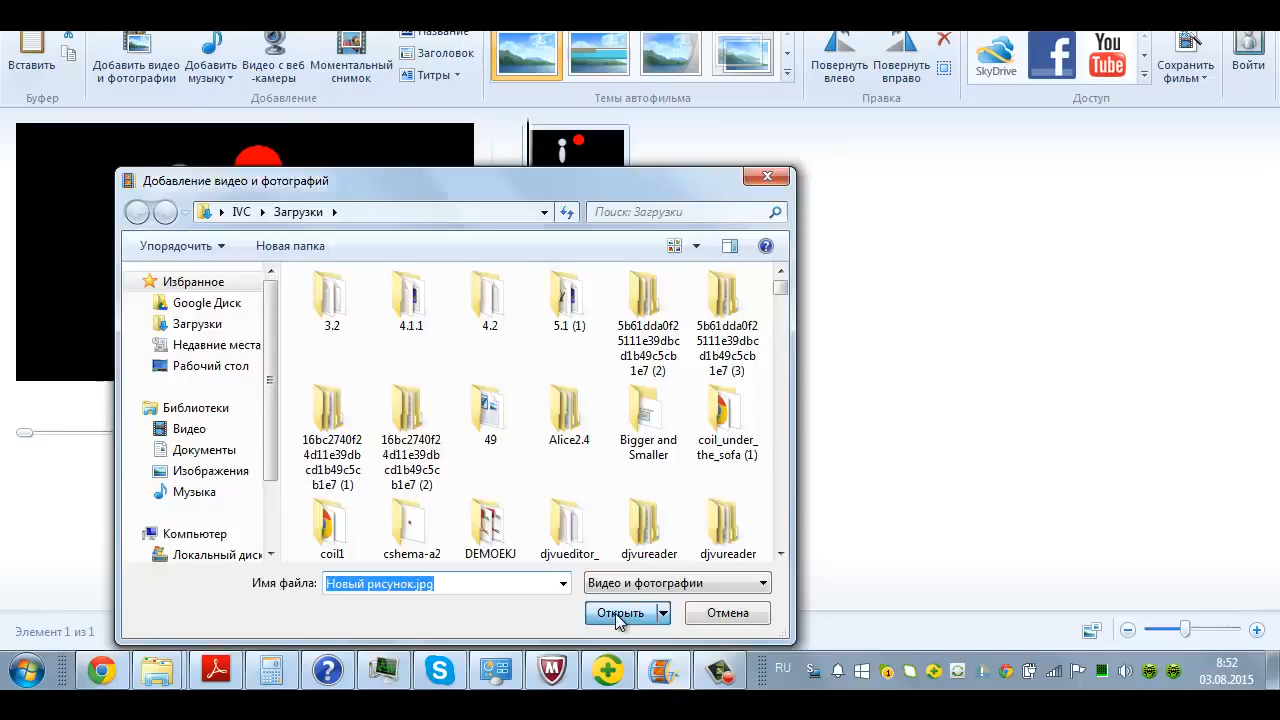 Название
Вставить
Добавить видео
и фотографии
Добавить
музыку
Видео с веб
-камеры
Моментальный
снимок
Заголовок
Титры
Повернуть
влево
Повернуть
вправо
SkyDrive
f
You
Tube
Сохранить
фильм
Войти
Буфер
Добавление
Темы автофильма
Правка
Доступ
Добавление видео и фотографий
IVC
Загрузки
Поиск: Загрузки
Упорядочить
Новая папка
Избранное
Google Диск
Загрузки
Недавние места
Рабочий стол
Библиотеки
Видео
Документы
Изображения
Музыка
Компьютер
Локальный диск
3.2
4.1.1
4.2
5.1 (1)
5b61dda0f2
5111e39dbc
d1b49c5cb
1e7 (2)
5b61dda0f2
5111e39dbc
d1b49c5cb
1e7 (3)
16bc2740f2
4d11e39db
cd1b49c5c
b1e7 (1)
16bc2740f2
4d11e39db
cd1b49c5c
b1e7 (2)
49
Alice2.4
Bigger and
Smaller
coil_under_
the_sofa (1)
coil1
cshema-a2
DEMOEKJ
djvueditor_
djvureader
djvureader
Имя файла:
Новый рисунок.jpg
Видео и фотографии
Открыть
Отмена
Элемент 1 из 1
RU
8:52
03.08.2015